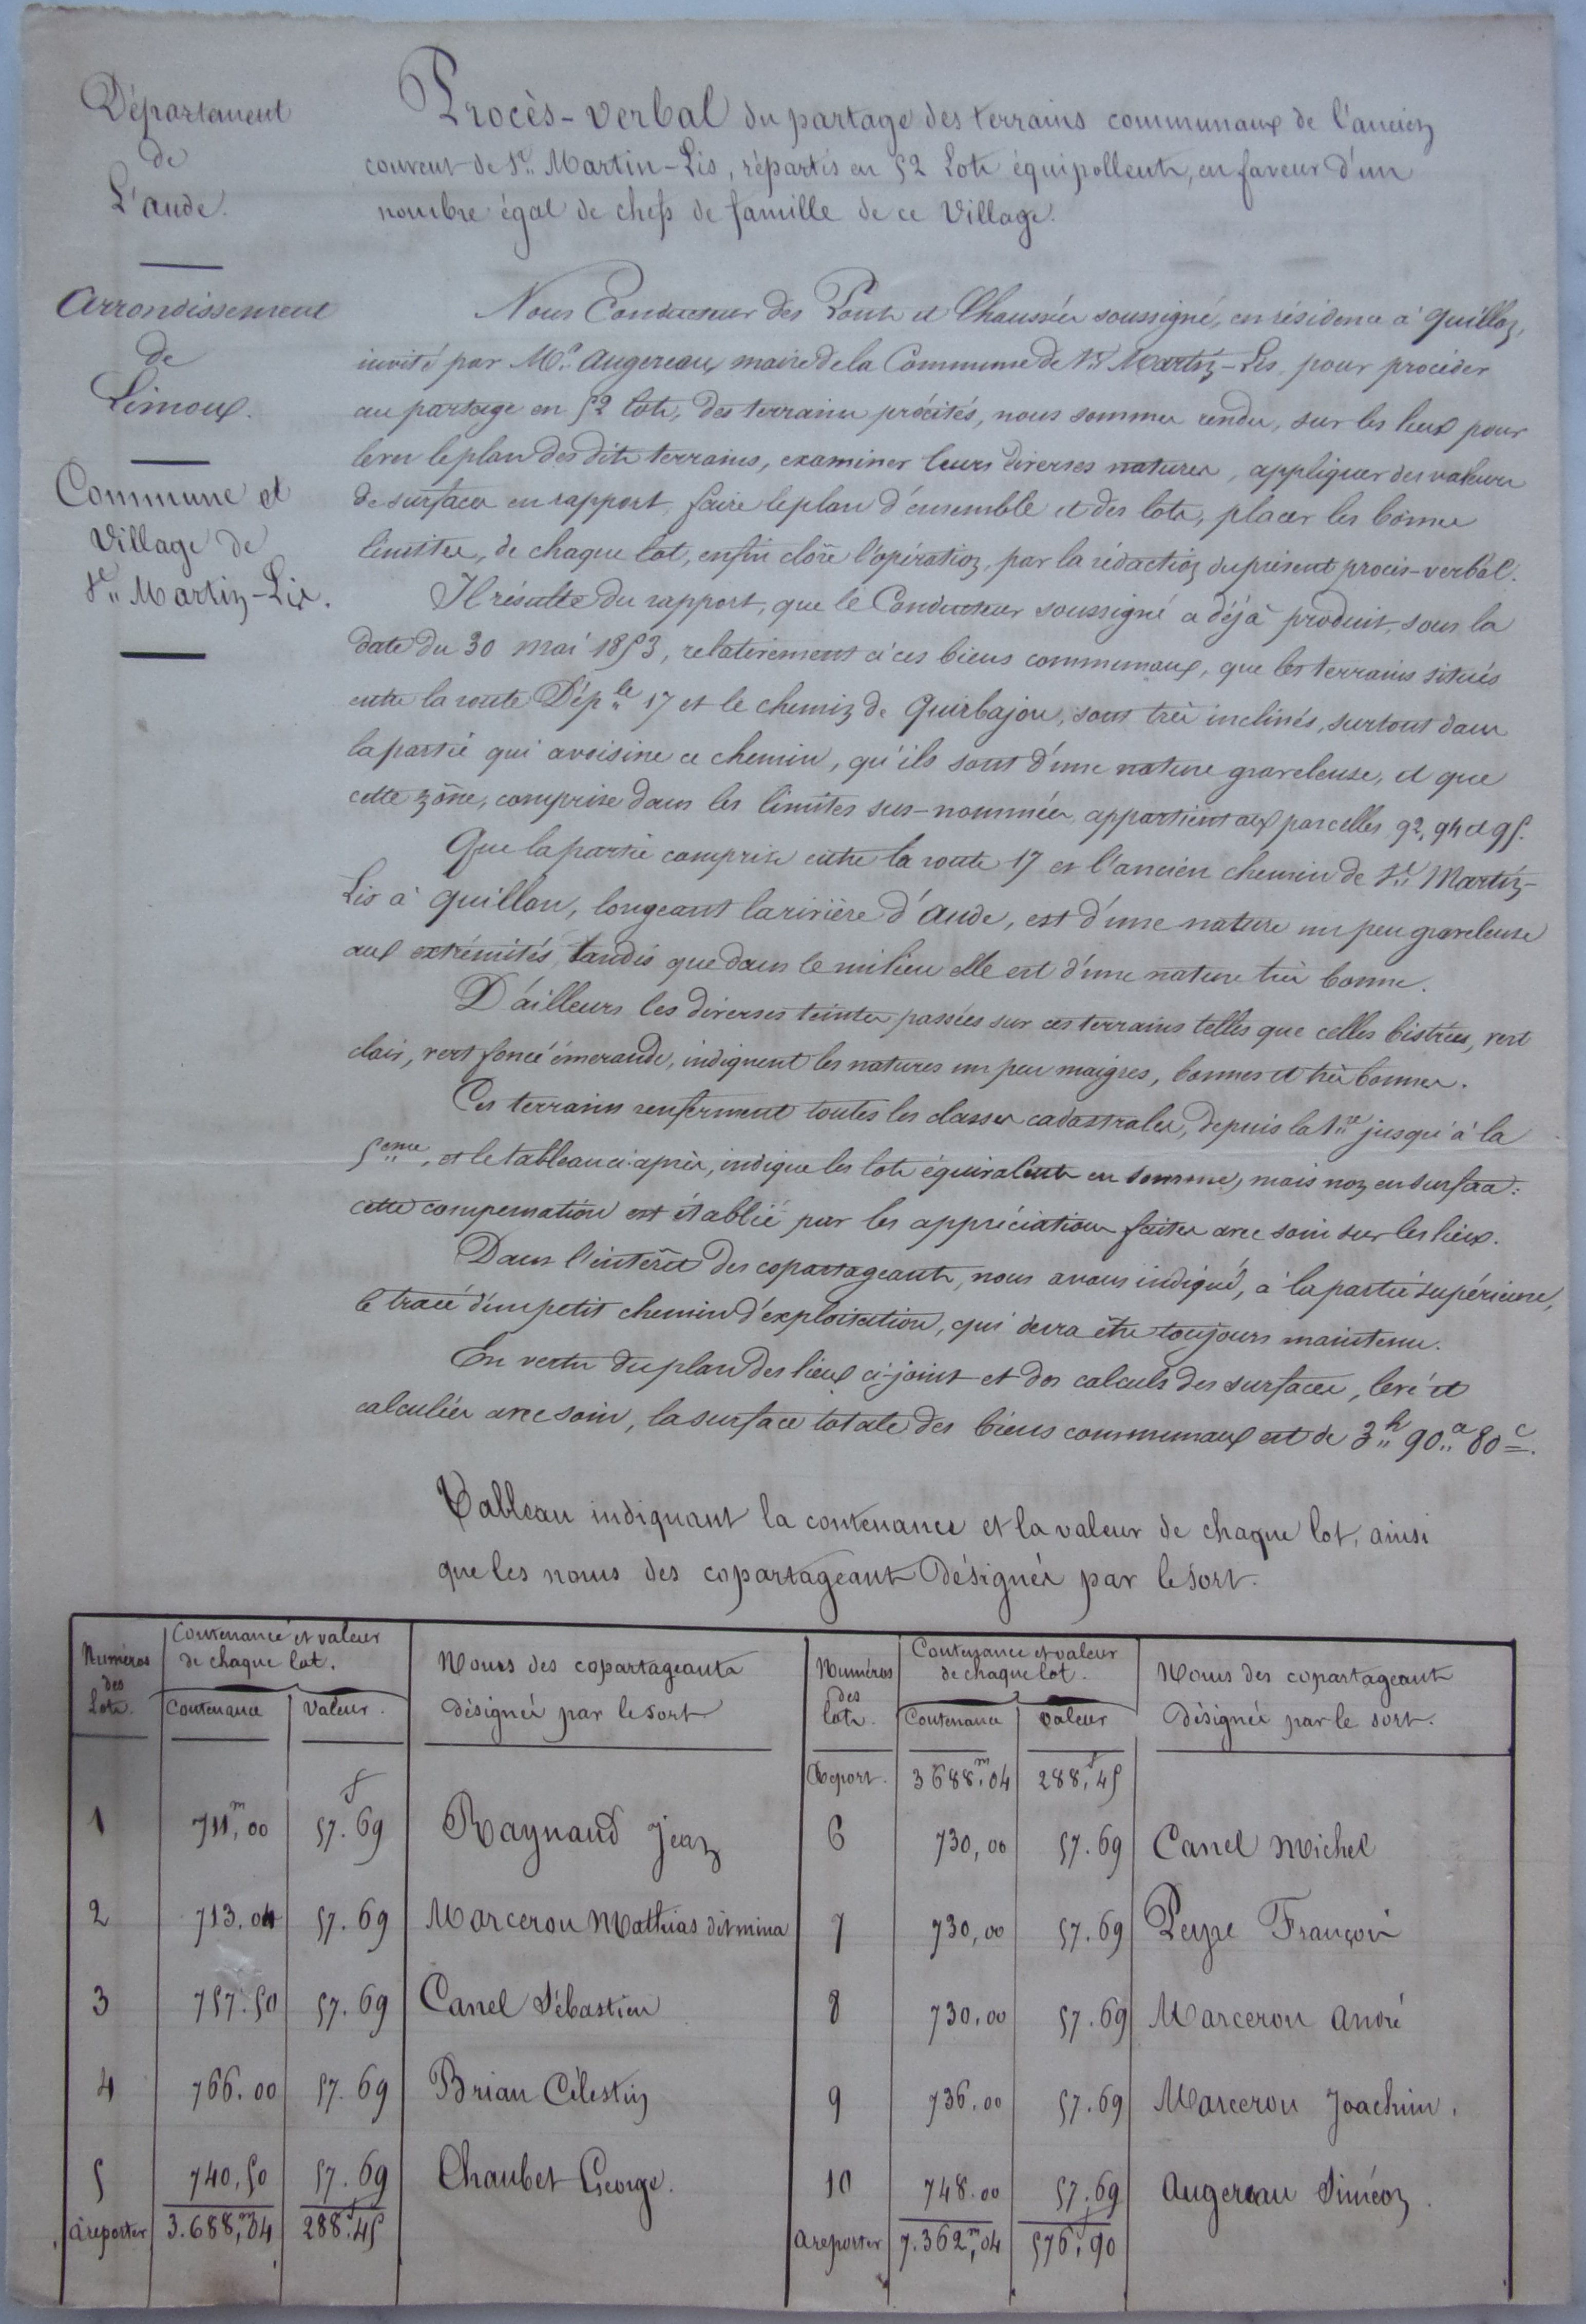 Département
de
L'aude.
Arrondissement
de
Limoux.
Commune et
Village de
St. Martin-Lis.
Procès-verbal du partage des terrains communaux de l'ancien
couvent de St. Martin-Lis, répartis en 52 Lots équipollents, en faveur d'un
nombre égal de chefs de famille de ce Village.
Nous Conducteur des Ponts et Chaussées soussigné, en résidence à Quillan,
invité par Mr. Augereau, maire de la Commune de St. Martin-Lis, pour procéder
au partage en 52 lots, des terrains précités, nous sommes rendu, sur les lieux pour
lever le plan des dits terrains, examiner leurs diverses natures, appliquer des valeurs
de surfaces en rapport, faire le plan d'ensemble et des lots, placer les bornes
limites, de chaque lot, enfin clore l'opération, par la rédaction du présent procès-verbal.
Il résulte du rapport, que le Conducteur soussigné a déjà produit, sous la
date du 30 mai 1853, relativement à ces biens communaux, que les terrains situés
entre la route Déple 17 et le chemin de Quirbajou, sont très inclinés, surtout dans
la partie qui avoisine ce chemin, qu'ils sont d'une nature graveleuse, et que
cette zône, comprise dans les limites sus-nommées, appartient aux parcelles 92, 94 et 95.
Que la partie comprise entre la route 17 et l'ancien chemin de St. Martin-
Lis à Quillan, longeant la rivière d'Aude, est d'une nature un peu graveleuse
aux extrémités, tandis que dans le milieu elle est d'une nature très bonne.
D'ailleurs les diverses teintes passées sur ces terrains telles que celles bistrées, vert
clair, vert foncé émeraude, indiquent les natures un peu maigres, bonnes et très bonnes.
Ces terrains renferment toutes les classes cadastrales, depuis la 1re jusqu'à la
5eme, et le tableau ci-après, indique les lots équivalents en somme, mais non en surface:
cette compensation est établie par les appréciations faites avec soin sur les lieux.
Dans l'intérêt des copartageants, nous avons indiqué, à la partie supérieure,
le tracé d'un petit chemin d'exploitation, qui devra être toujours maintenu.
En vertu du plan des lieux ci-joint et des calculs des surfaces, levé et
calculées avec soin, la surface totale des biens communaux est de 3h 90a 80c.
Tableau indiquant la contenance et la valeur de chaque lot, ainsi
que les noms des copartageants désignés par le sort.
Numéros des Lots. Contenance et valeur de chaque lot. Contenance Valeur. Noms des copartageants désignés par le sort
Numéros des lots. Contenance et valeur de chaque lot. Contenance Valeur Noms des copartageants désignés par le sort.
Report. 3688m,04 288f,45
1 711m,00 57f.69 Raynaud Jean
6 730,00 57.69 Canel Michel
2 713.04 57.69 Marcerou Mathias dit mina
7 730,00 57.69 Peyre François
3 757.50 57.69 Canel Sébastien
8 730.00 57.69 Marcerou André
4 766.00 57.69 Brian Célestin
9 736.00 57.69 Marcerou Joachim.
5 740,50 57.69 Chaubet George.
10 748.00 57.69 Augereau Siméon.
à reporter 3.688m,04 288f.45
à reporter 7.362m,04 576f,90